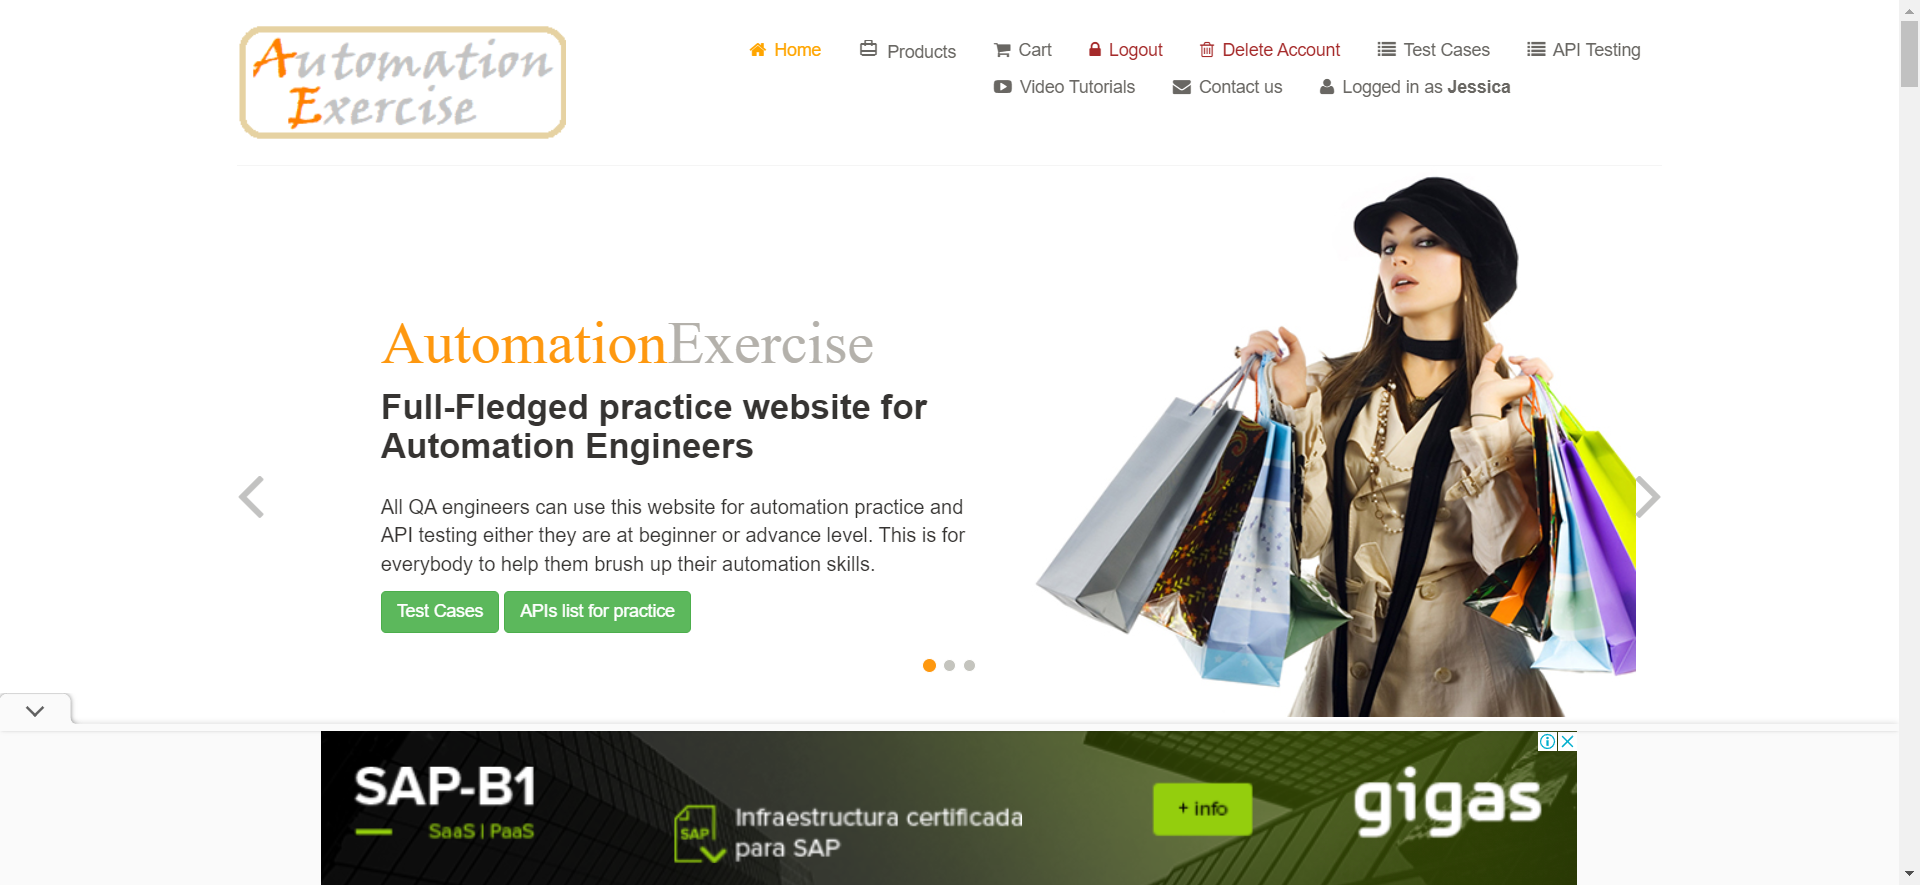 Automation
Exercise
Home Products Cart Logout Delete Account Test Cases API Testing
Video Tutorials Contact us Logged in as Jessica
AutomationExercise
Full-Fledged practice website for
Automation Engineers
All QA engineers can use this website for automation practice and
API testing either they are at beginner or advance level. This is for
everybody to help them brush up their automation skills.
Test Cases APIs list for practice
SAP-B1
SaaS | PaaS
SAP
Infraestructura certificada
para SAP
+ info
gigas